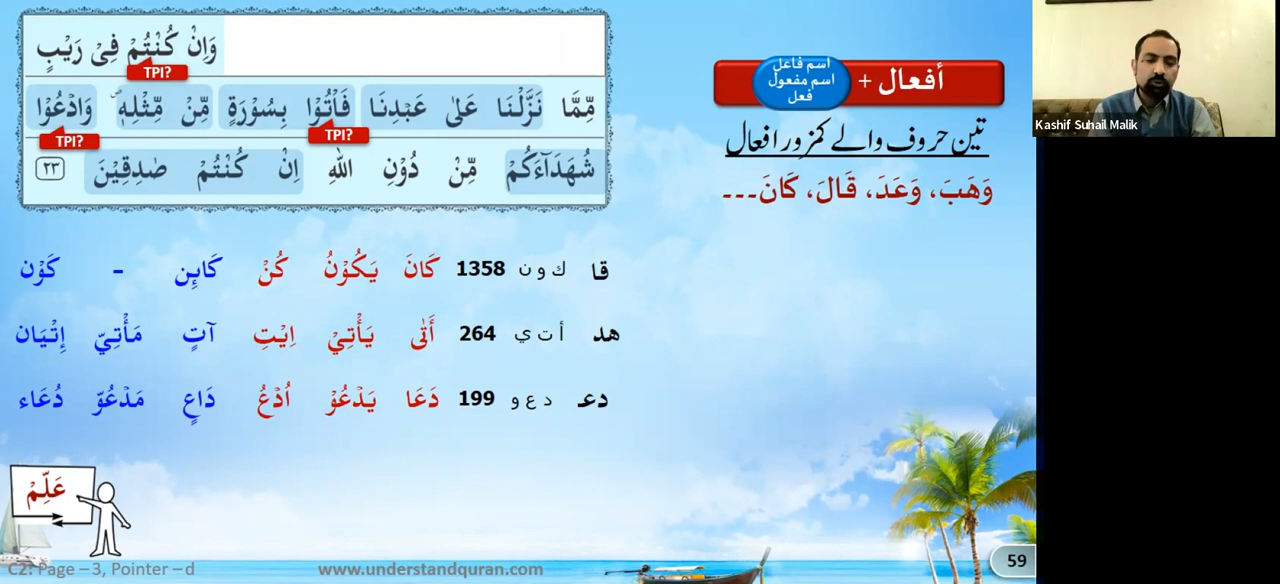 وَاِنْ كُنْتُمْ فِیْ رَیْبٍ
TPI?
مِّمَّا نَزَّلْنَا عَلٰی عَبْدِنَا فَاْتُوْا بِسُوْرَةٍ مِّنْ مِّثْلِهٖ ۪ وَادْعُوْا
TPI?
TPI?
شُهَدَآءَكُمْ مِّنْ دُوْنِ اللّٰهِ اِنْ كُنْتُمْ صٰدِقِیْنَ ٢٣
أفعال + اسم فاعل اسم مفعول فعل
تین حروف والے کمزور افعال
وَهَبَ، وَعَدَ، قَالَ، كَانَ...
قا ك و ن 1358 كَانَ يَكُوْنُ كُنْ كَائِن - كَوْن
هد أ ت ي 264 أَتٰى يَأْتِيْ اِيْتِ آتٍ مَأْتِيّ إِتْيَان
دعـ د ع و 199 دَعَا يَدْعُوْ اُدْعُ دَاعٍ مَدْعُوّ دُعَاء
عَلِّمْ
C2: Page – 3, Pointer – d
www.understandquran.com
59
Kashif Suhail Malik